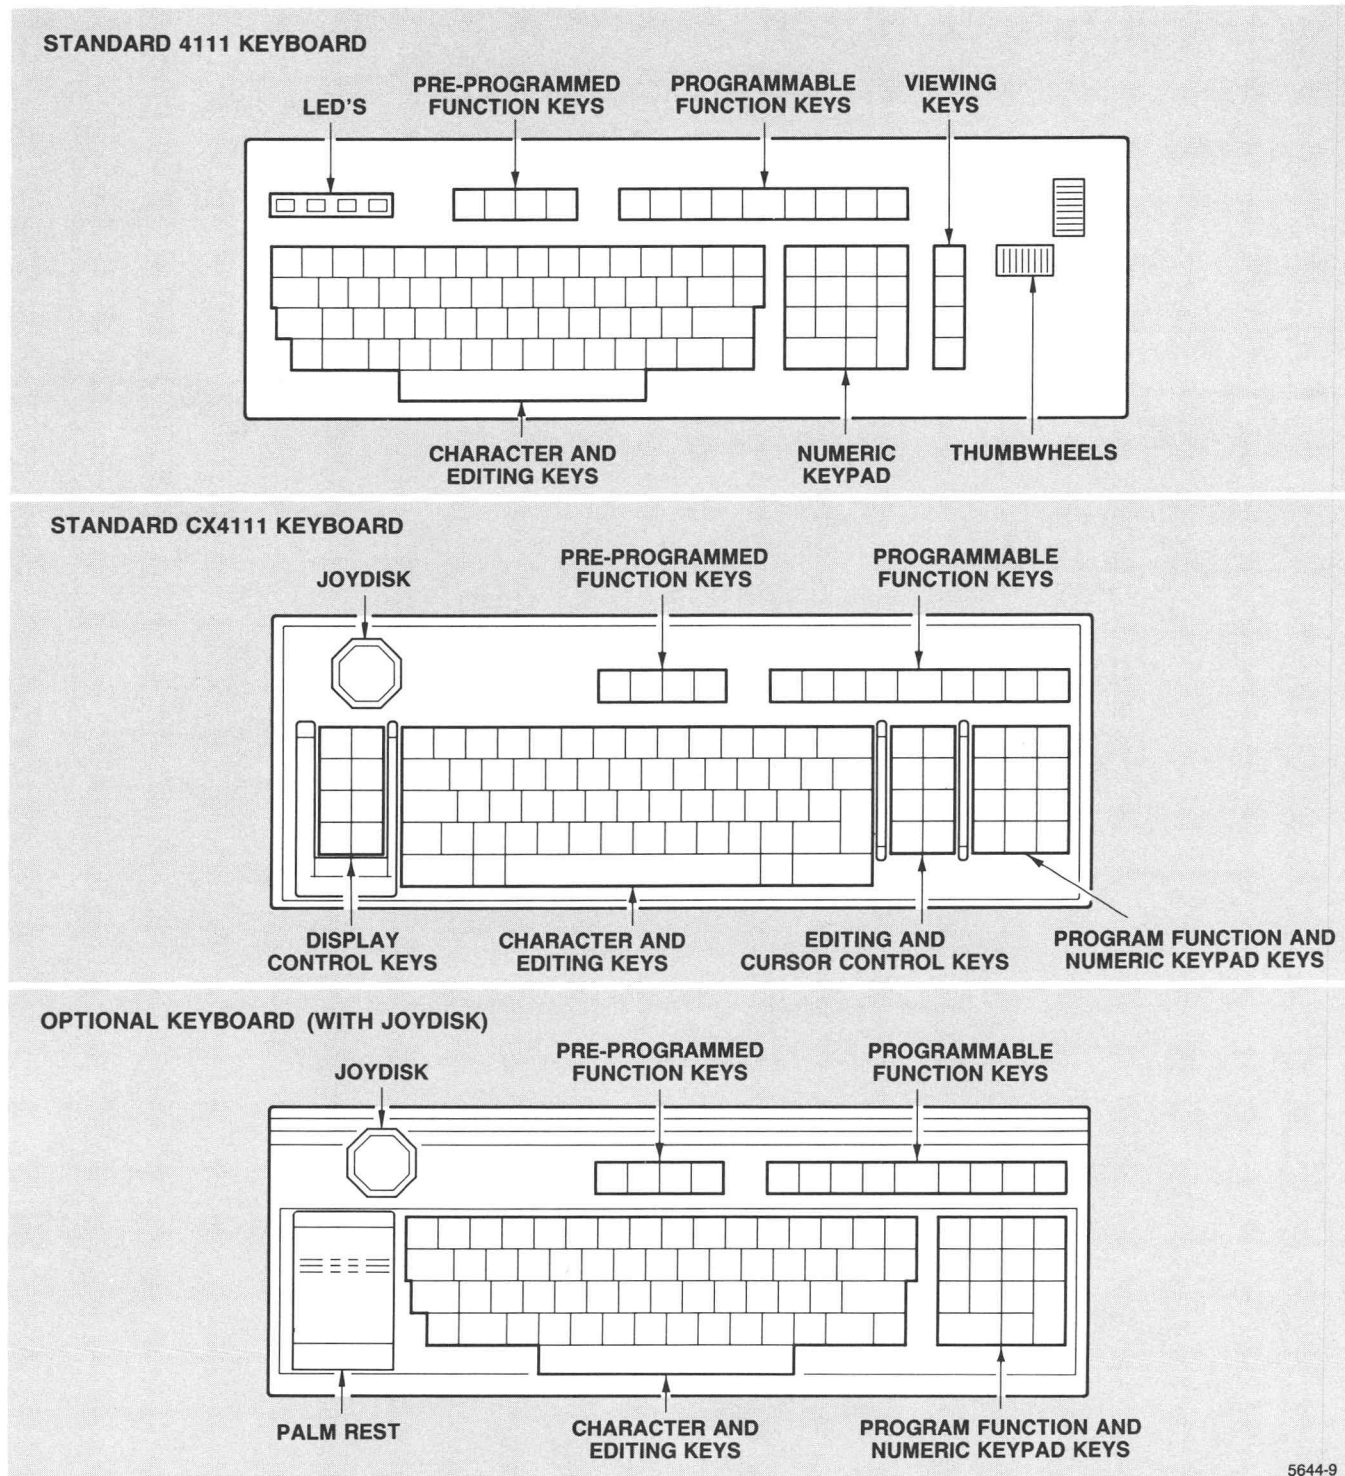 STANDARD 4111 KEYBOARD
LED'S
PRE-PROGRAMMED
FUNCTION KEYS
PROGRAMMABLE
FUNCTION KEYS
VIEWING
KEYS
CHARACTER AND
EDITING KEYS
NUMERIC
KEYPAD
THUMBWHEELS
STANDARD CX4111 KEYBOARD
JOYDISK
PRE-PROGRAMMED
FUNCTION KEYS
PROGRAMMABLE
FUNCTION KEYS
DISPLAY
CONTROL KEYS
CHARACTER AND
EDITING KEYS
EDITING AND
CURSOR CONTROL KEYS
PROGRAM FUNCTION AND
NUMERIC KEYPAD KEYS
OPTIONAL KEYBOARD (WITH JOYDISK)
JOYDISK
PRE-PROGRAMMED
FUNCTION KEYS
PROGRAMMABLE
FUNCTION KEYS
PALM REST
CHARACTER AND
EDITING KEYS
PROGRAM FUNCTION AND
NUMERIC KEYPAD KEYS
5644-9